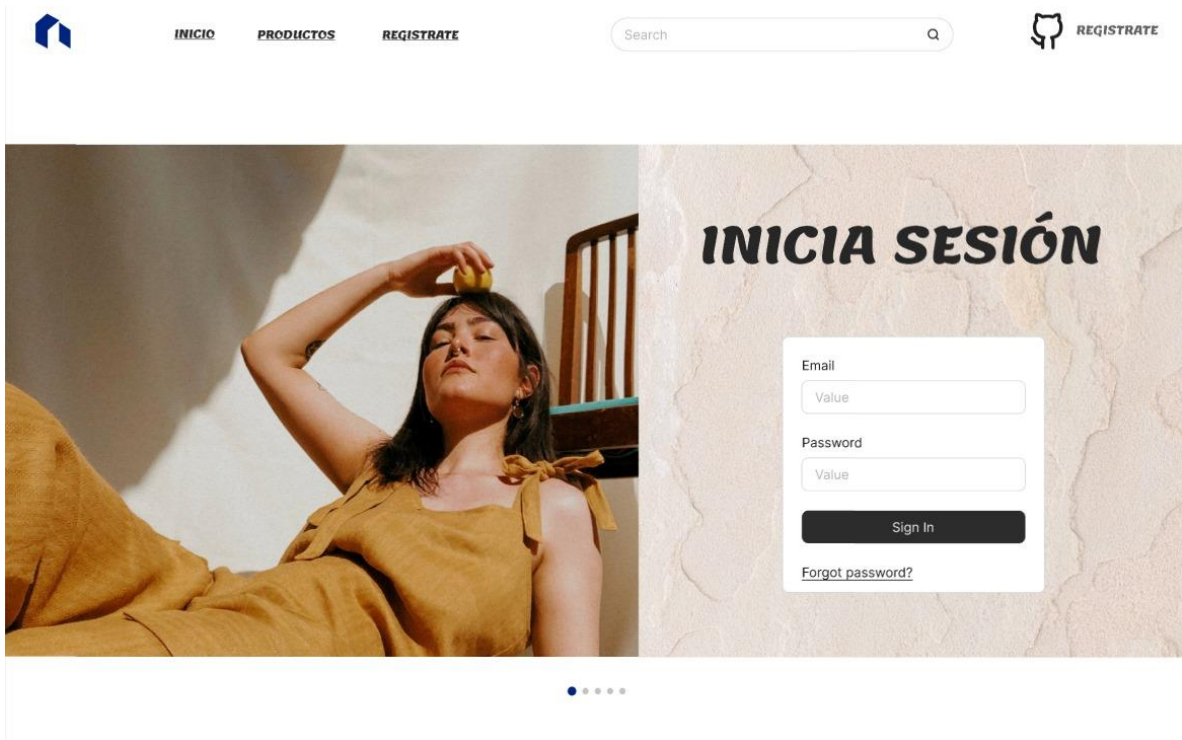 INICIO
PRODUCTOS
REGISTRATE
Search
REGISTRATE
INICIA SESIÓN
Email
Value
Password
Value
Sign In
Forgot password?